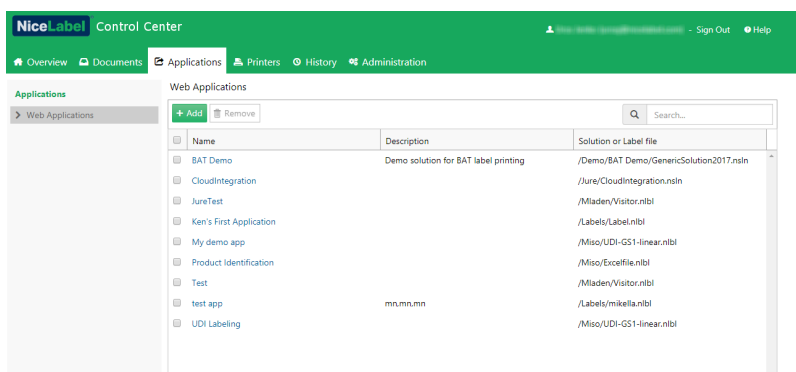 NiceLabel Control Center
- Sign Out Help
Overview Documents Applications Printers History Administration
Applications
Web Applications
Web Applications
+ Add Remove
Search...
Name Description Solution or Label file
BAT Demo Demo solution for BAT label printing /Demo/BAT Demo/GenericSolution2017.nsln
CloudIntegration /Jure/CloudIntegration.nsln
JureTest /Mladen/Visitor.nlbl
Ken's First Application /Labels/Label.nlbl
My demo app /Miso/UDI-GS1-linear.nlbl
Product Identification /Miso/Excelfile.nlbl
Test /Mladen/Visitor.nlbl
test app mn,mn,mn /Labels/mikella.nlbl
UDI Labeling /Miso/UDI-GS1-linear.nlbl